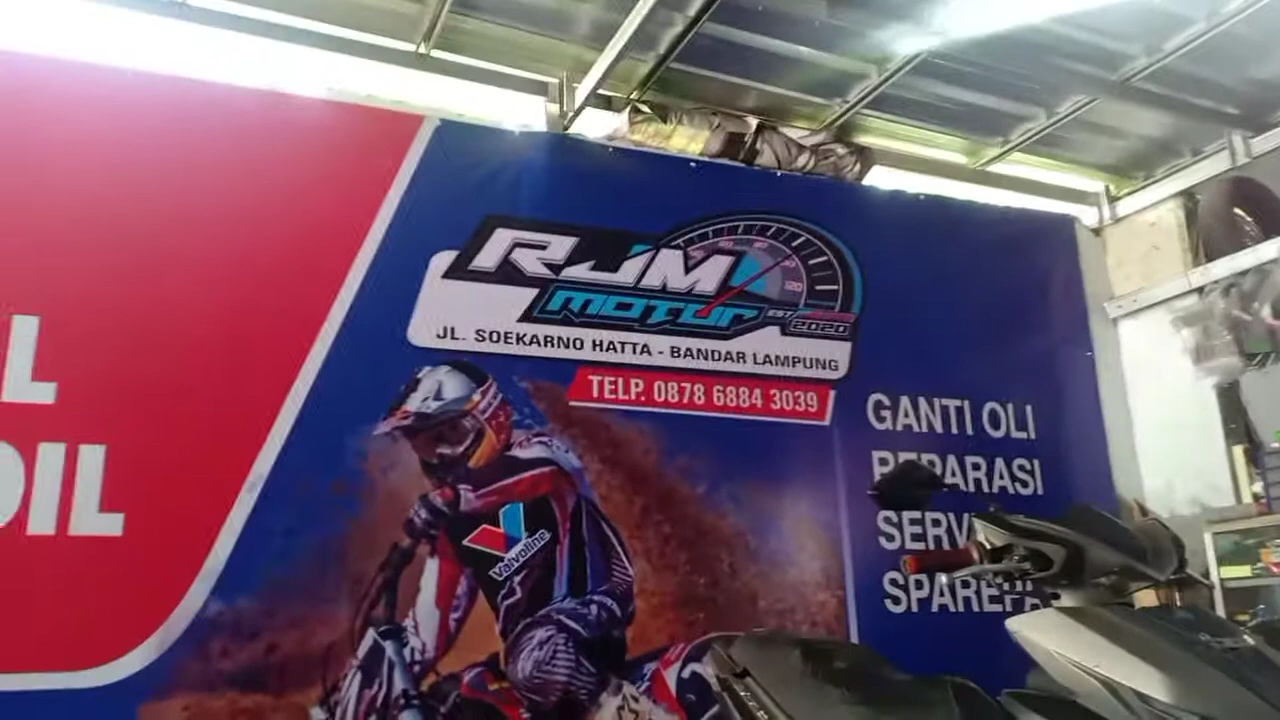 L
OIL
RJM
MOTOR
EST 2020
JL. SOEKARNO HATTA - BANDAR LAMPUNG
TELP. 0878 6884 3039
Valvoline
GANTI OLI
REPARASI